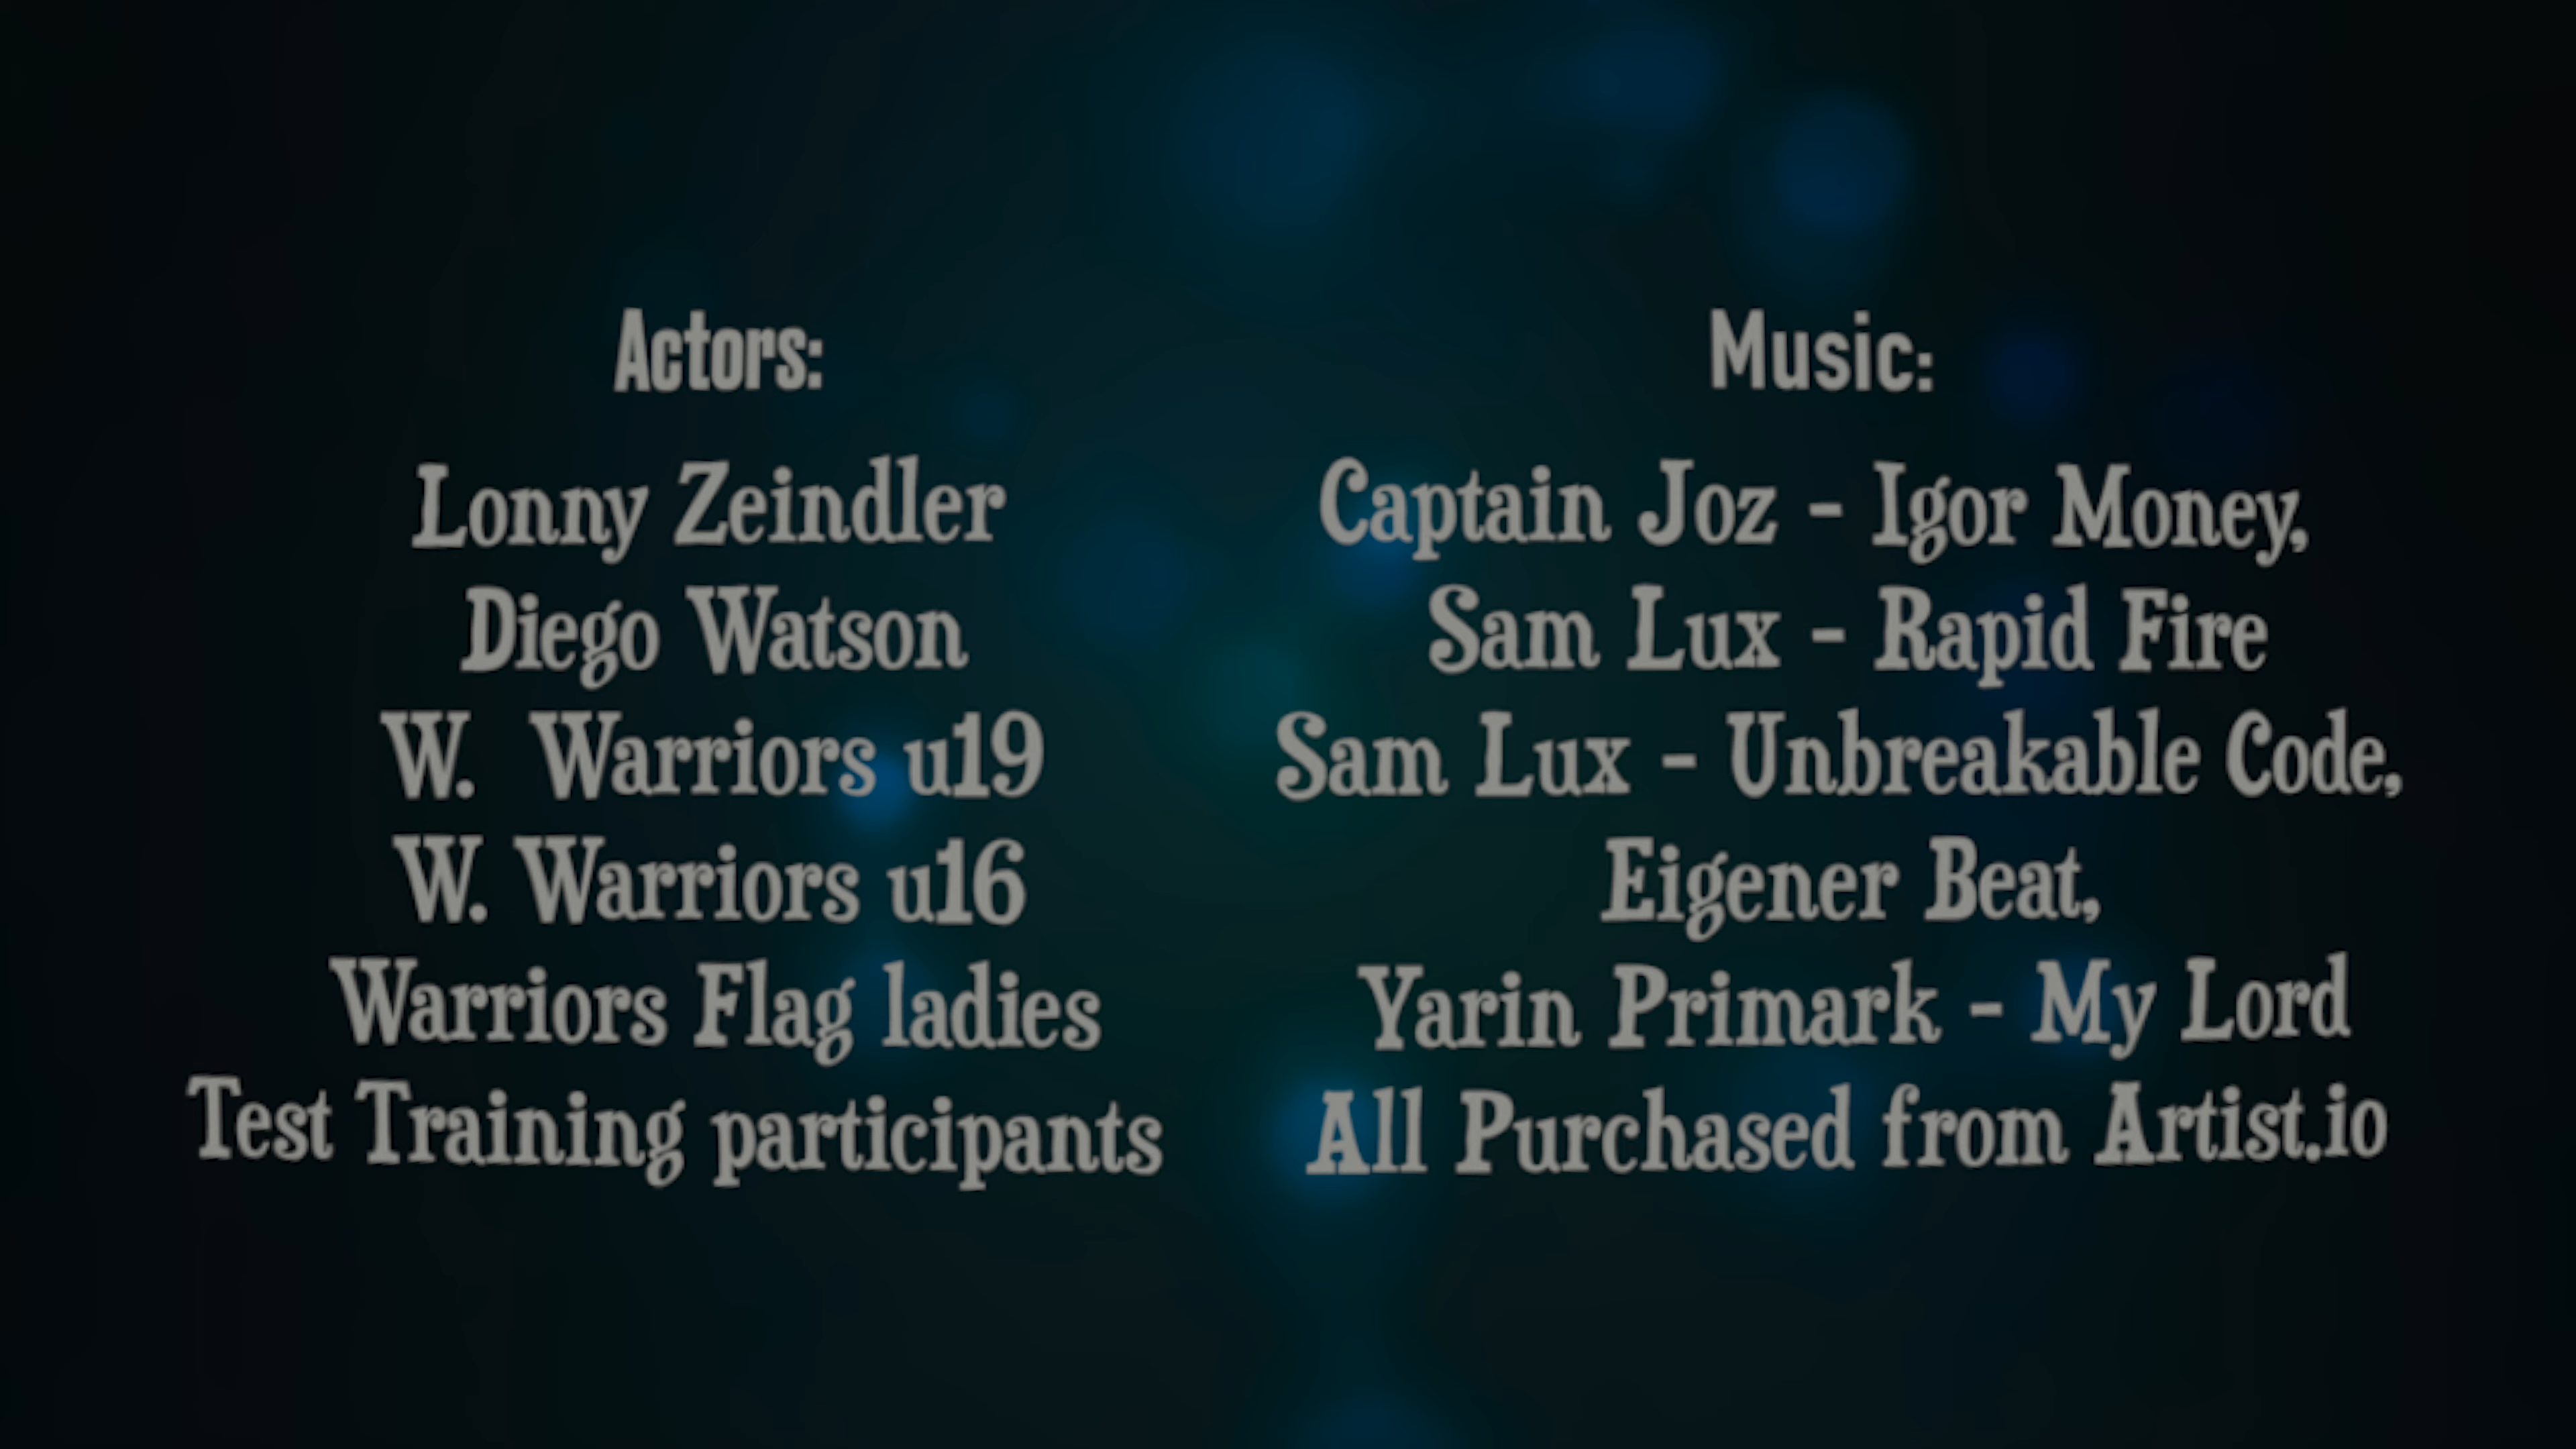 Actors:
Lonny Zeindler
Diego Watson
W. Warriors u19
W. Warriors u16
Warriors Flag ladies
Test Training participants
Music:
Captain Joz - Igor Money,
Sam Lux - Rapid Fire
Sam Lux - Unbreakable Code,
Eigener Beat,
Yarin Primark - My Lord
All Purchased from Artist.io